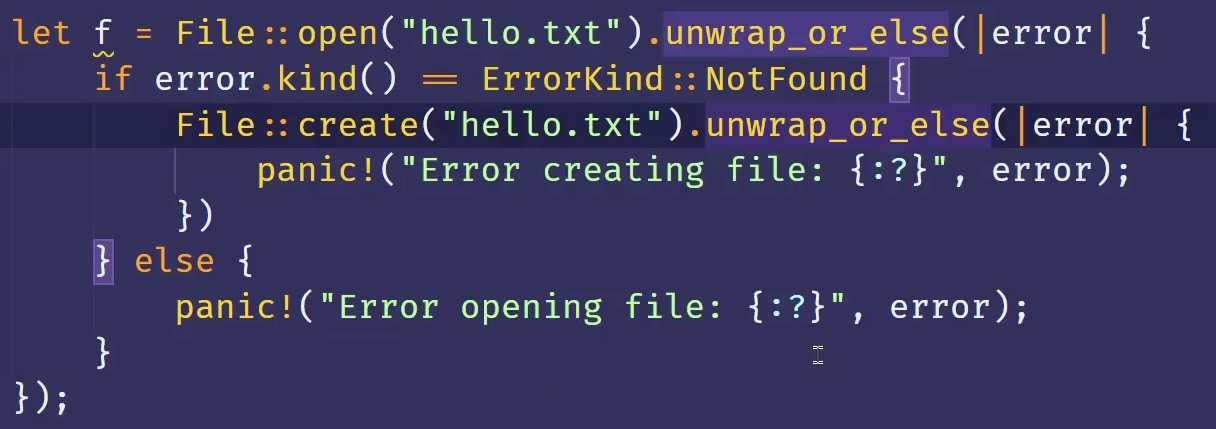 let f = File::open("hello.txt").unwrap_or_else(|error| {
    if error.kind() == ErrorKind::NotFound {
        File::create("hello.txt").unwrap_or_else(|error| {
            panic!("Error creating file: {:?}", error);
        })
    } else {
        panic!("Error opening file: {:?}", error);
    }
});